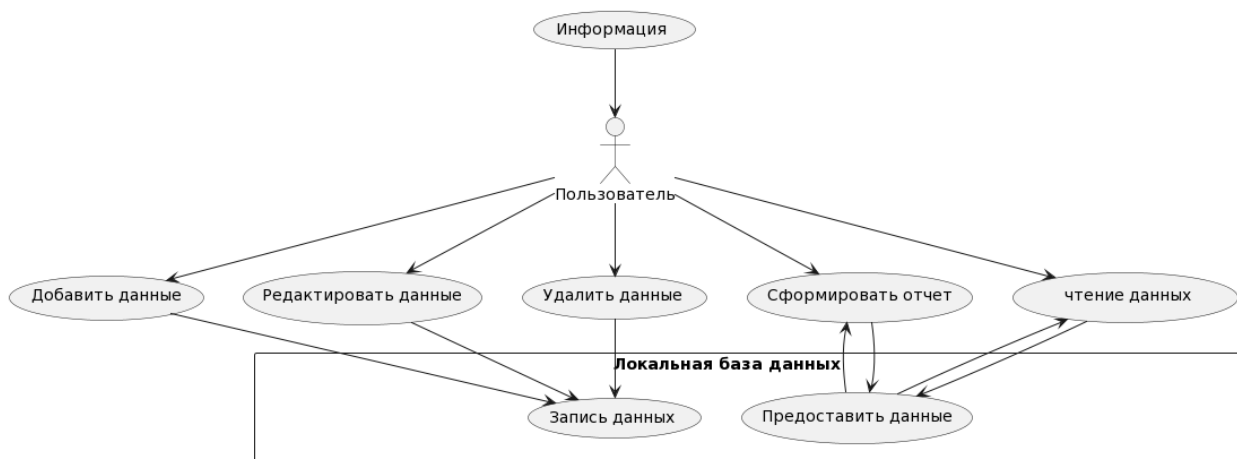 Информация
Пользователь
Добавить данные
Редактировать данные
Удалить данные
Сформировать отчет
чтение данных
Локальная база данных
Запись данных
Предоставить данные